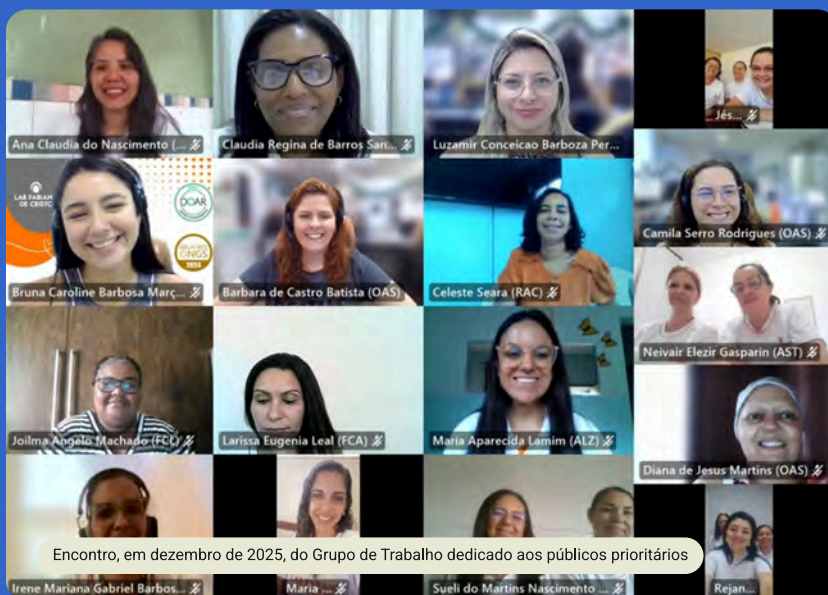 Ana Claudia do Nascimento (...
Claudia Regina de Barros San...
Luzamir Conceicao Barboza Per...
Jés...
LAR FABIANO
DE CRISTO
DOAR
ONGS
Bruna Caroline Barbosa Març...
Barbara de Castro Batista (OAS)
Celeste Seara (RAC)
Camila Serro Rodrigues (OAS)
Neivair Elezir Gasparin (AST)
Joilma Angelo Machado (FCC)
Larissa Eugenia Leal (FCA)
Maria Aparecida Lamim (ALZ)
Diana de Jesus Martins (OAS)
Encontro, em dezembro de 2025, do Grupo de Trabalho dedicado aos públicos prioritários
Irene Mariana Gabriel Barbos...
Maria ...
Sueli do Martins Nascimento ...
Rejan...